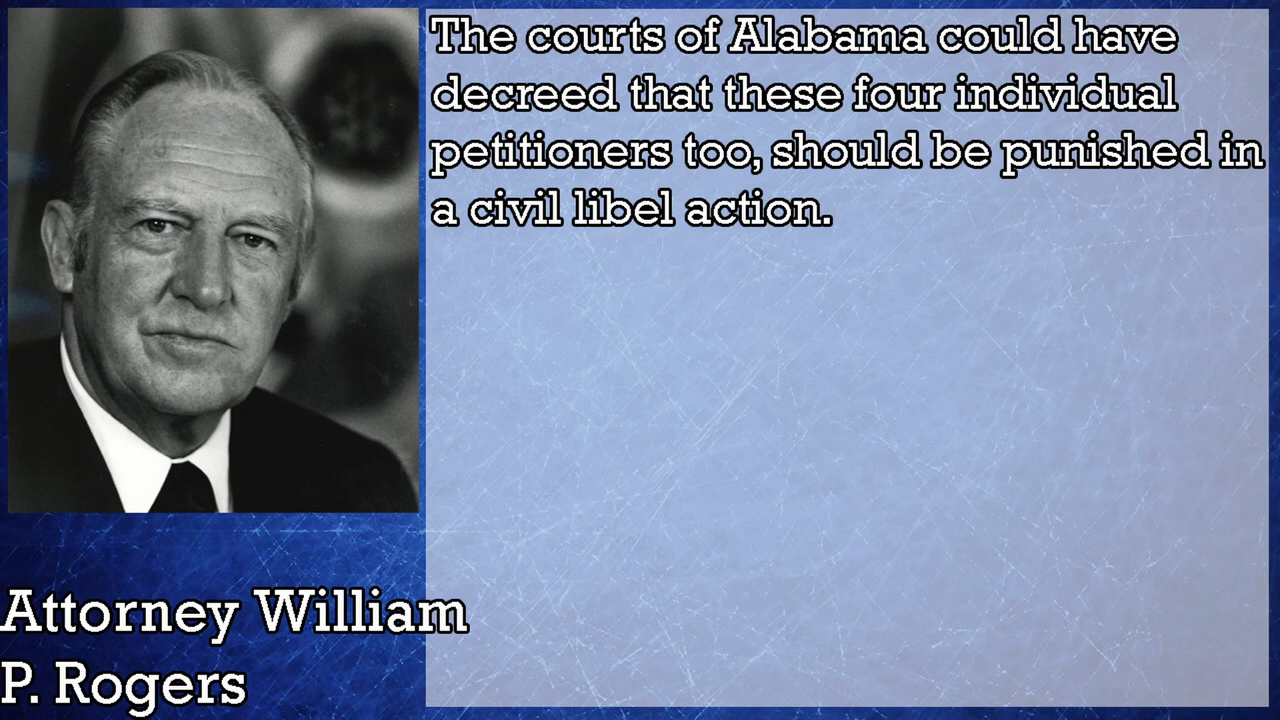 The courts of Alabama could have
decreed that these four individual
petitioners too, should be punished in
a civil libel action.
Attorney William
P. Rogers